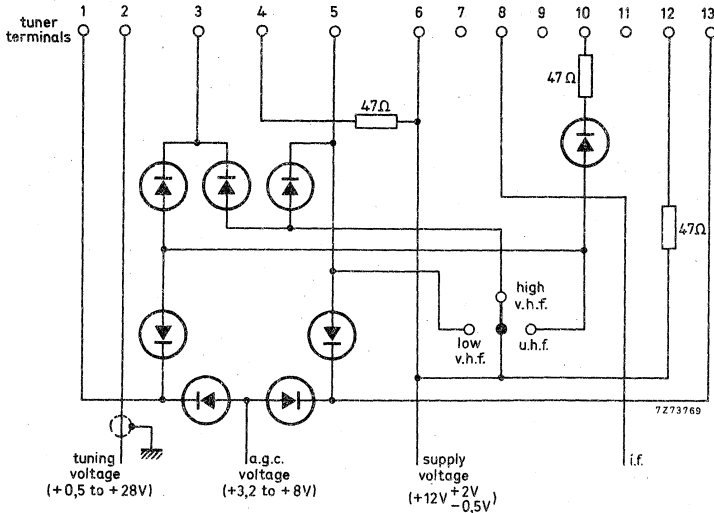 tuner
terminals
1 2 3 4 5 6 7 8 9 10 11 12 13
47Ω
47Ω
47Ω
high
v.h.f.
low
v.h.f.
u.h.f.
7Z73769
tuning
voltage
(+0,5 to +28V)
a.g.c.
voltage
(+3,2 to +8V)
supply
voltage
(+12V +2V
-0,5V)
i.f.